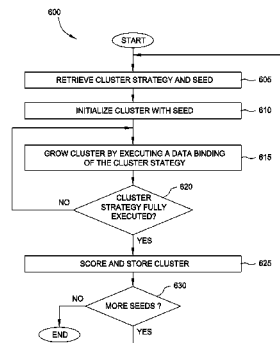 600
START
RETRIEVE CLUSTER STRATEGY AND SEED
605
INITIALIZE CLUSTER WITH SEED
610
GROW CLUSTER BY EXECUTING A DATA BINDING
OF THE CLUSTER STATEGY
615
620
CLUSTER
STRATEGY FULLY
EXECUTED?
NO
YES
SCORE AND STORE CLUSTER
625
630
NO
MORE SEEDS ?
END
YES